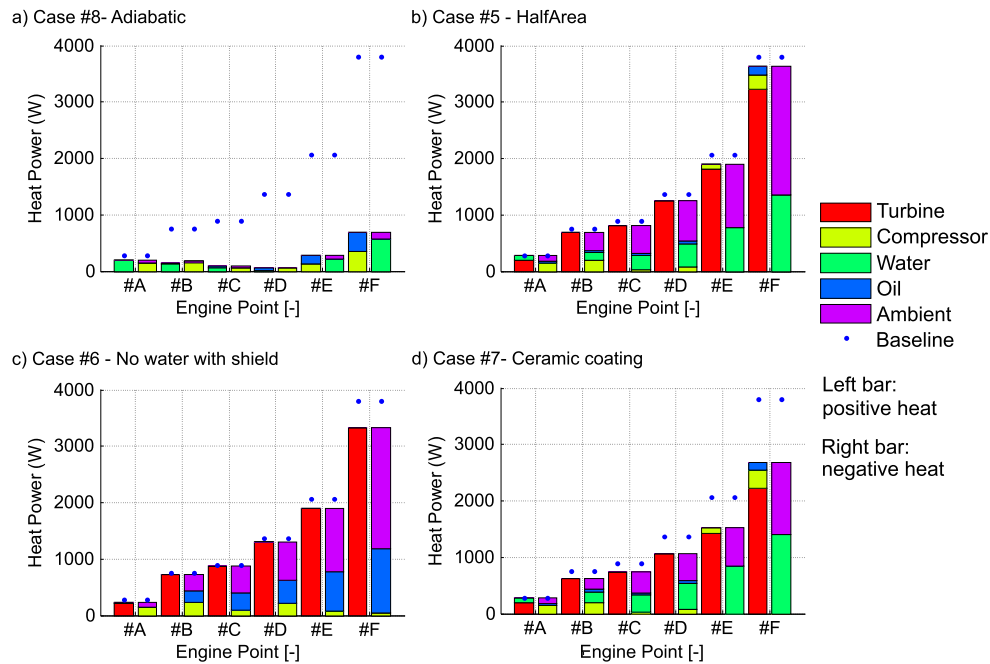 a) Case #8- Adiabatic
4000
3000
2000
1000
0
Heat Power (W)
#A #B #C #D #E #F
Engine Point [-]
b) Case #5 - HalfArea
4000
3000
2000
1000
0
Heat Power (W)
#A #B #C #D #E #F
Engine Point [-]
Turbine
Compressor
Water
Oil
Ambient
Baseline
Left bar:
positive heat
Right bar:
negative heat
c) Case #6 - No water with shield
4000
3000
2000
1000
0
Heat Power (W)
#A #B #C #D #E #F
Engine Point [-]
d) Case #7- Ceramic coating
4000
3000
2000
1000
0
Heat Power (W)
#A #B #C #D #E #F
Engine Point [-]